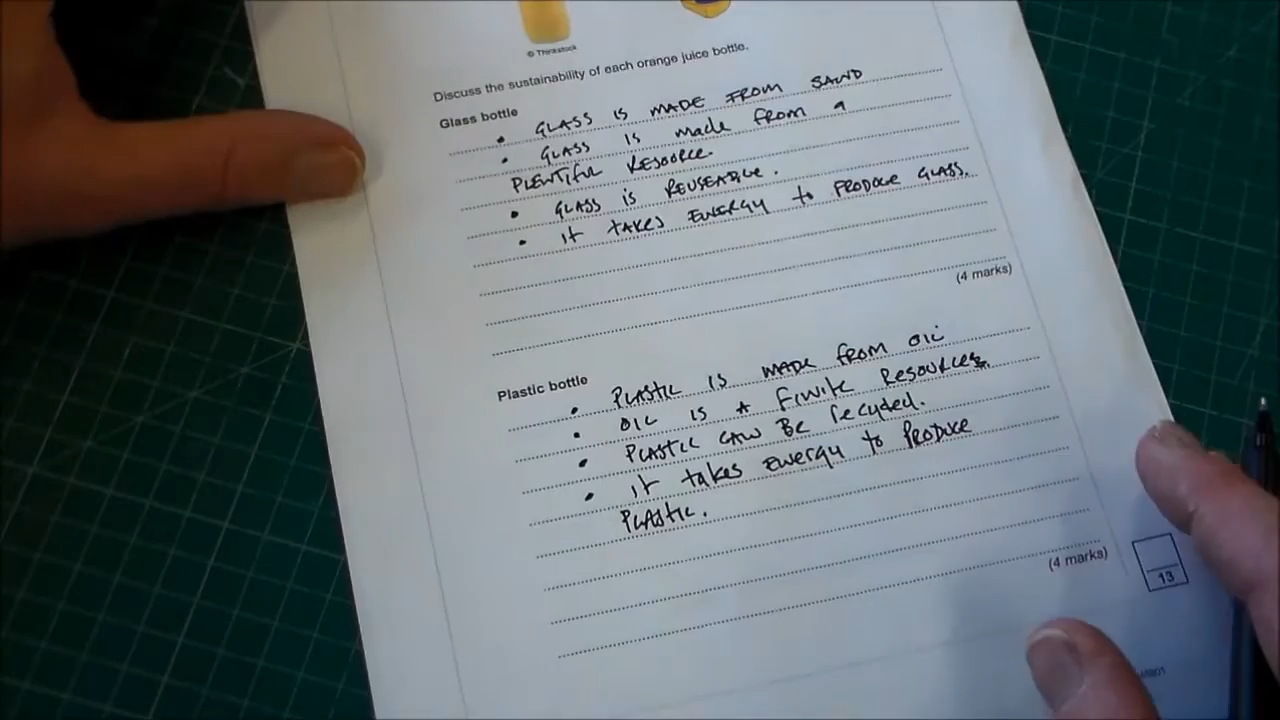 © Thinkstock
Discuss the sustainability of each orange juice bottle.
Glass bottle
• GLASS IS MADE FROM SAND
• GLASS IS made from a
PLENTIFUL RESOURCE.
• GLASS IS REUSEABLE.
• It TAKES ENERGY to PRODUCE GLASS.
(4 marks)
Plastic bottle
• PLASTIC IS MADE FROM OIL
• OIL IS A FINITE RESOURCES.
• PLASTIC CAN BE recycled.
• It takes Energy to PRODUCE
PLASTIC.
(4 marks)
13